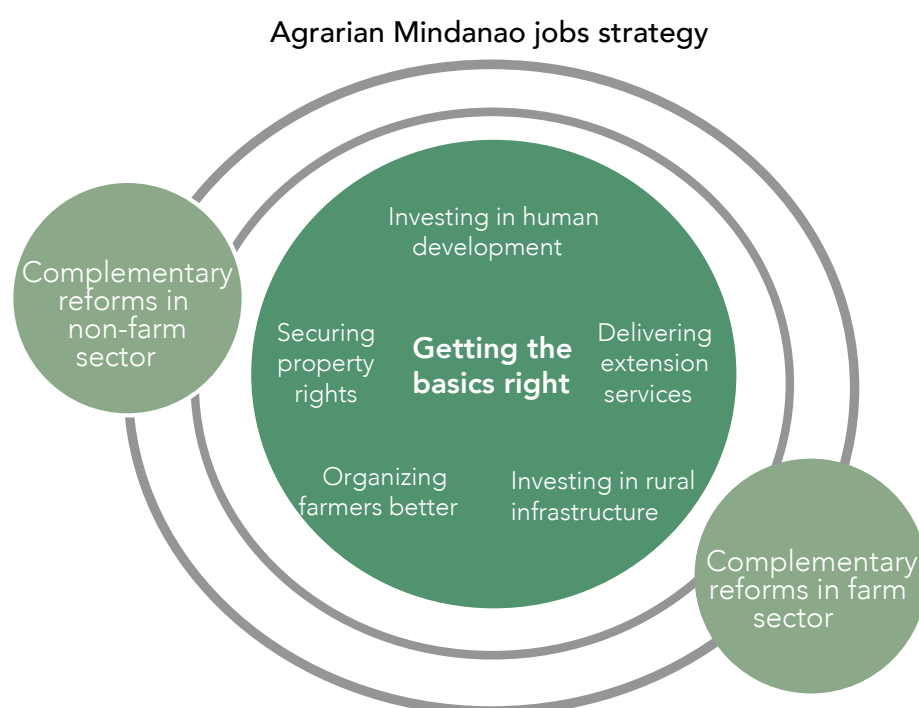 Agrarian Mindanao jobs strategy
Investing in human
development
Complementary
reforms in
non-farm
sector
Securing
property
rights
Getting the
basics right
Delivering
extension
services
Organizing
farmers better
Investing in rural
infrastructure
Complementary
reforms in farm
sector